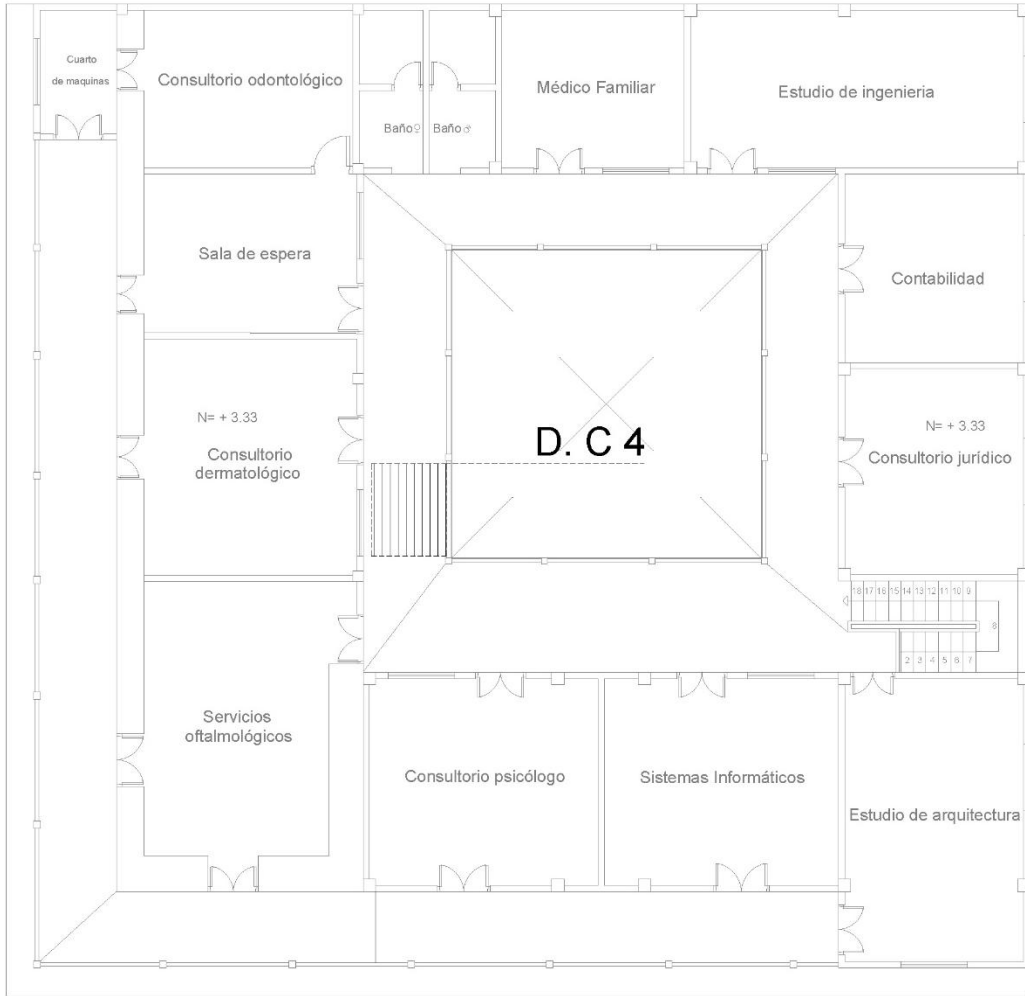 Cuarto
de maquinas
Consultorio odontológico
Baño♀
Baño♂
Médico Familiar
Estudio de ingenieria
Sala de espera
Contabilidad
N= + 3.33
Consultorio
dermatológico
D. C 4
N= + 3.33
Consultorio jurídico
18 17 16 15 14 13 12 11 10 9
8
2 3 4 5 6 7
Servicios
oftalmológicos
Consultorio psicólogo
Sistemas Informáticos
Estudio de arquitectura